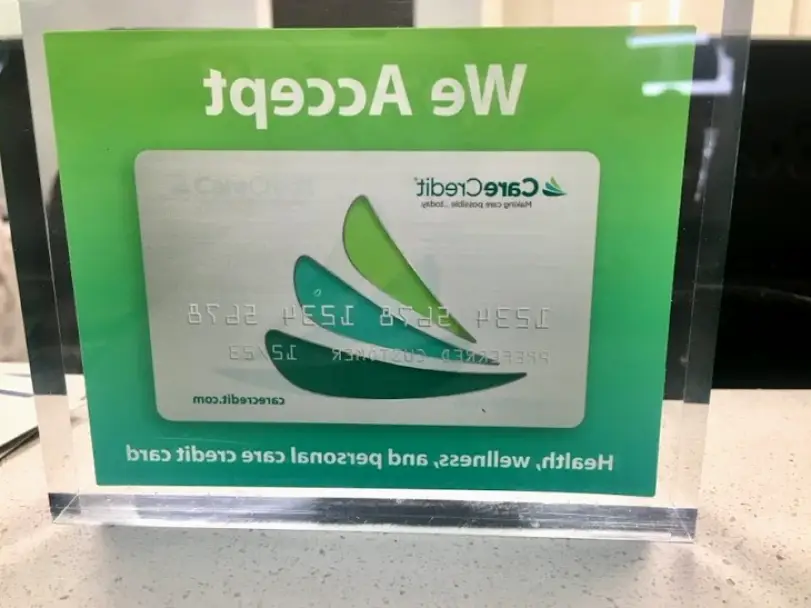 We Accept
CareCredit®
Making care possible...today.
1234 5678 1234 5678
PREFERRED CUSTOMER 12/23
carecredit.com
Health, wellness, and personal care credit card